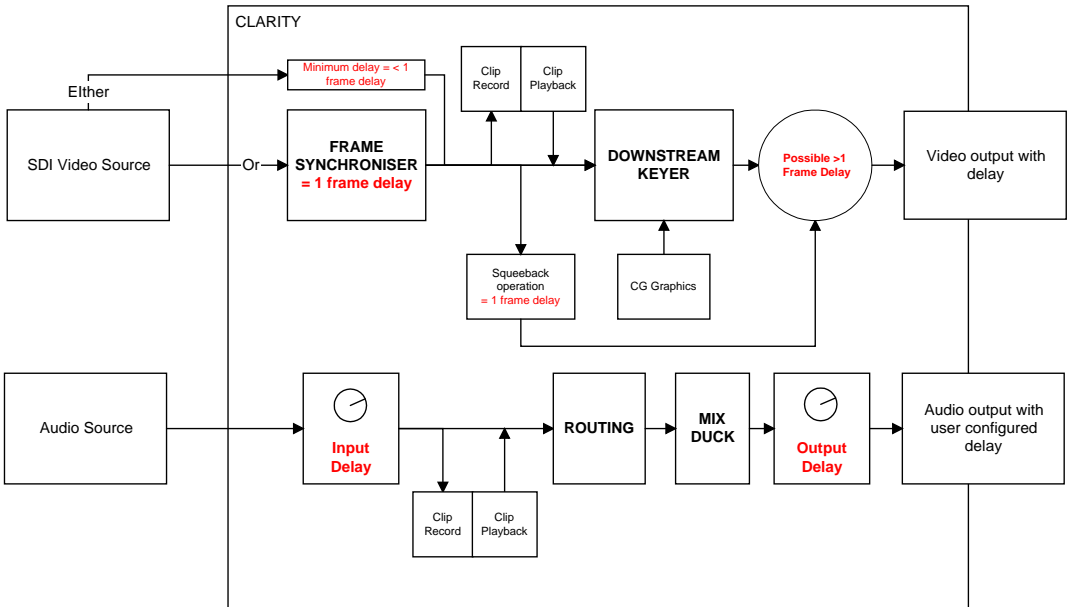 CLARITY
EIther
Minimum delay = < 1
frame delay
Clip
Record
Clip
Playback
SDI Video Source
Or
FRAME
SYNCHRONISER
= 1 frame delay
DOWNSTREAM
KEYER
Possible >1
Frame Delay
Video output with
delay
Squeeback
operation
= 1 frame delay
CG Graphics
Audio Source
Input
Delay
ROUTING
MIX
DUCK
Output
Delay
Audio output with
user configured
delay
Clip
Record
Clip
Playback